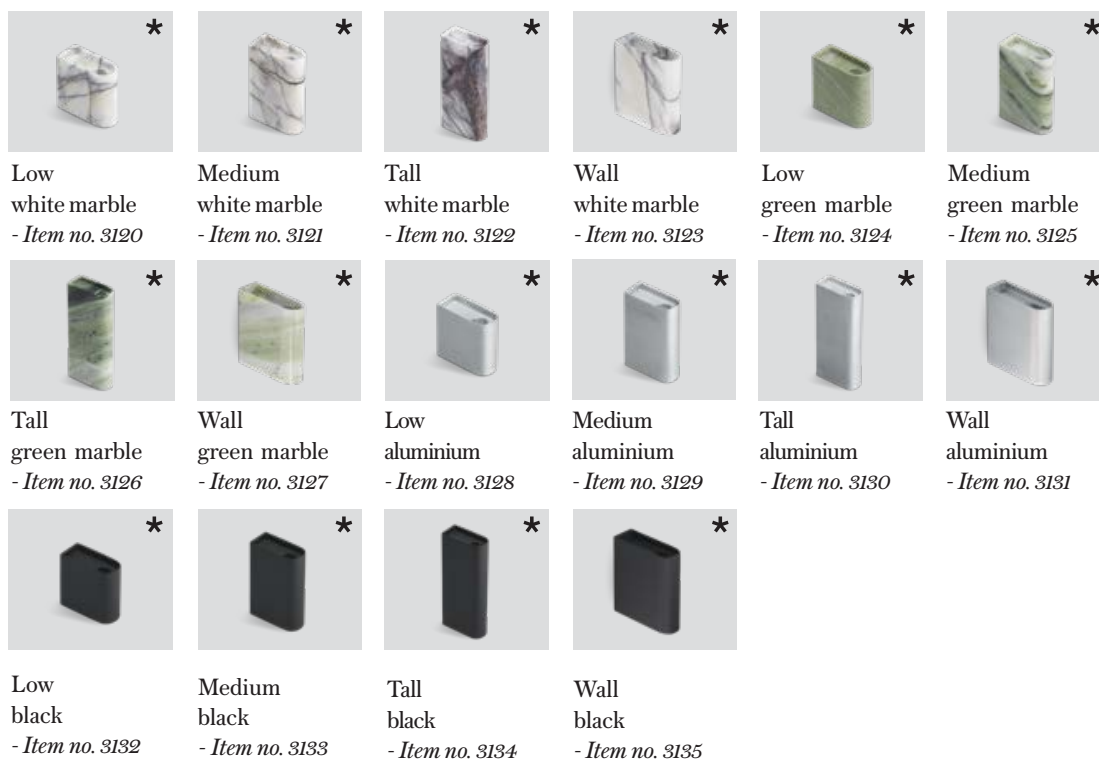 *
*
*
*
*
*
Low
white marble
- Item no. 3120
Medium
white marble
- Item no. 3121
Tall
white marble
- Item no. 3122
Wall
white marble
- Item no. 3123
Low
green marble
- Item no. 3124
Medium
green marble
- Item no. 3125
*
*
*
*
*
*
Tall
green marble
- Item no. 3126
Wall
green marble
- Item no. 3127
Low
aluminium
- Item no. 3128
Medium
aluminium
- Item no. 3129
Tall
aluminium
- Item no. 3130
Wall
aluminium
- Item no. 3131
*
*
*
*
Low
black
- Item no. 3132
Medium
black
- Item no. 3133
Tall
black
- Item no. 3134
Wall
black
- Item no. 3135